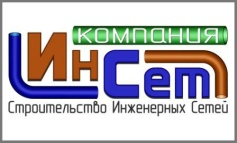 компания
ИнСет
Строительство Инженерных Сетей